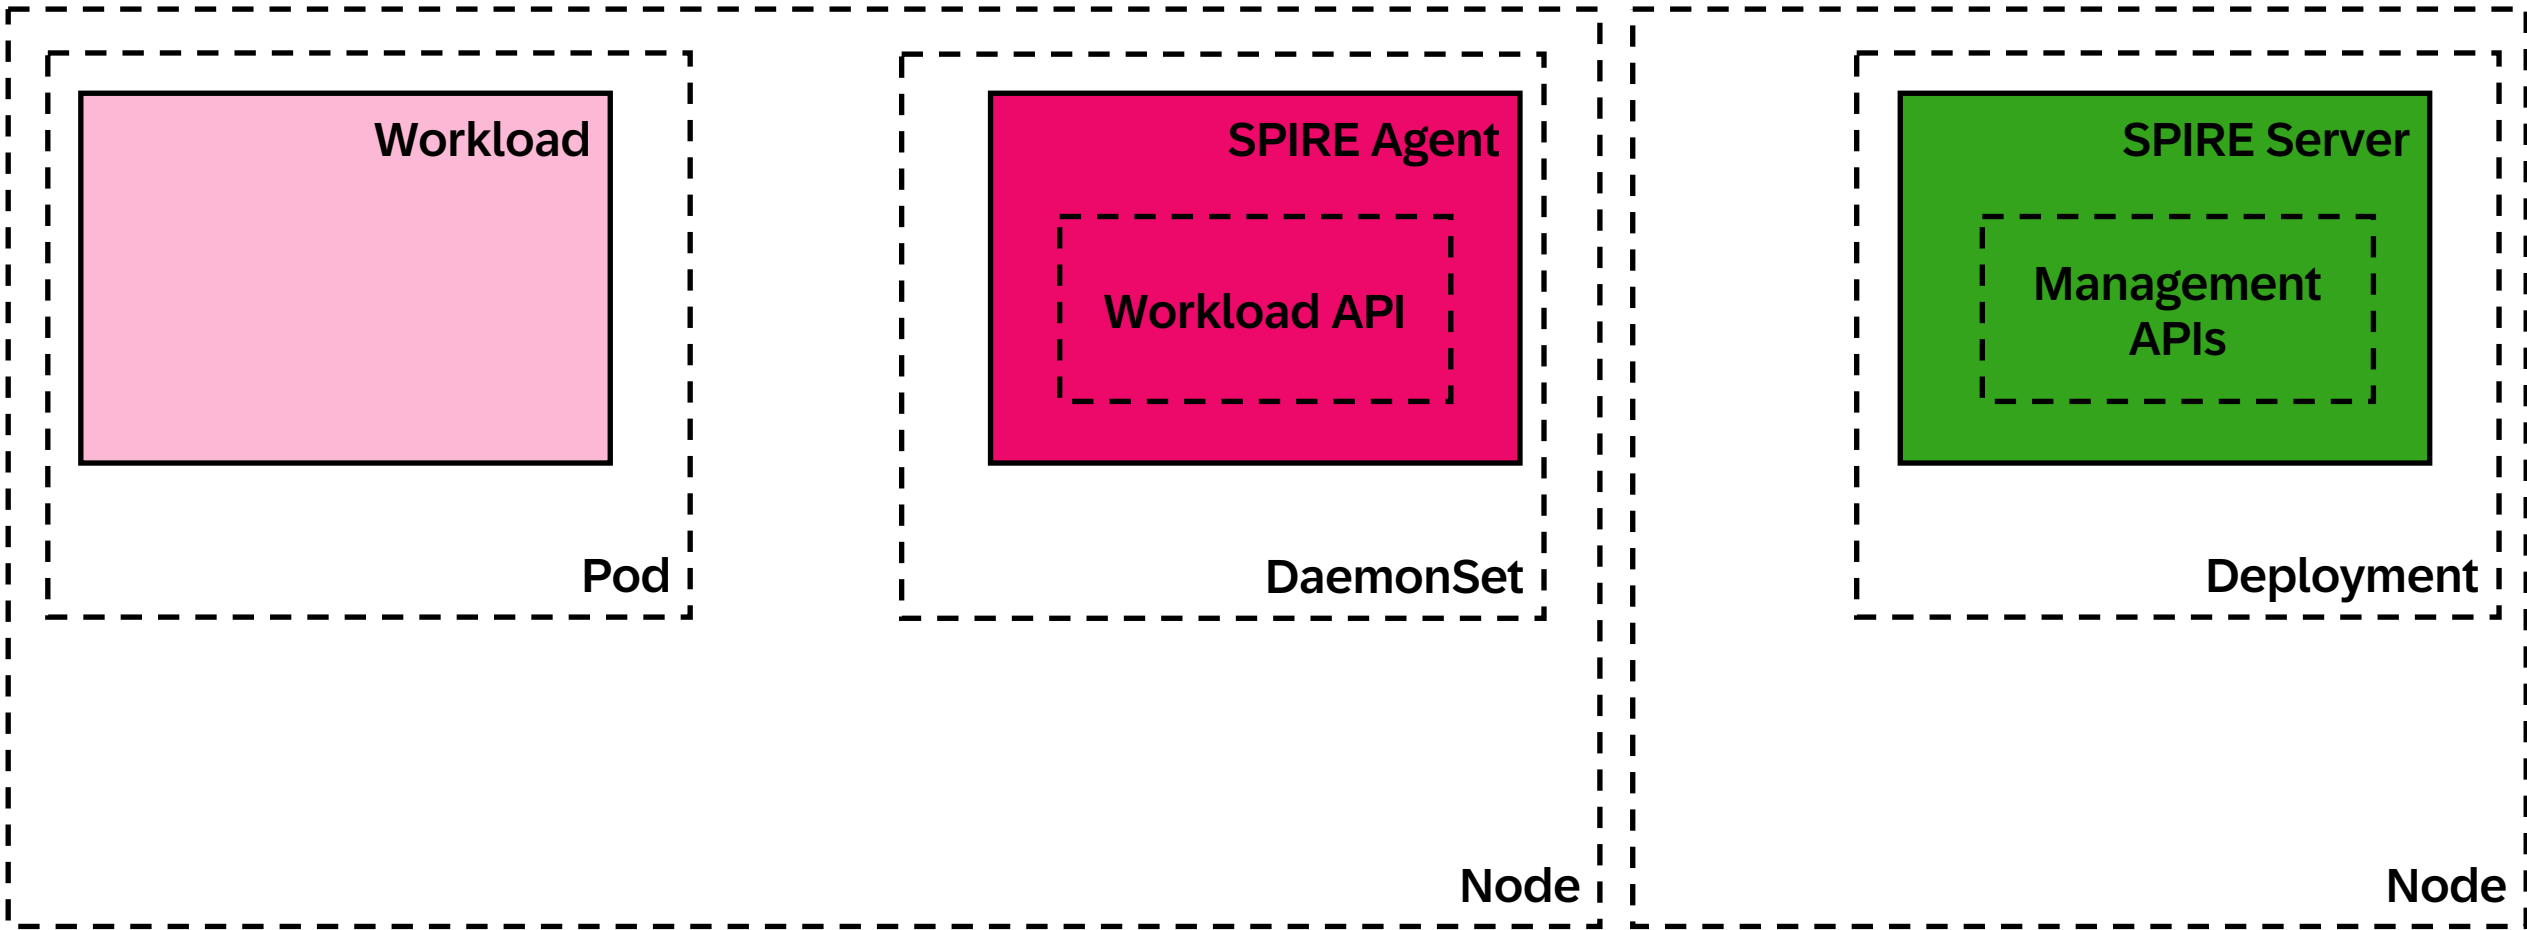 Workload
Pod
SPIRE Agent
Workload API
DaemonSet
Node
SPIRE Server
Management
APIs
Deployment
Node